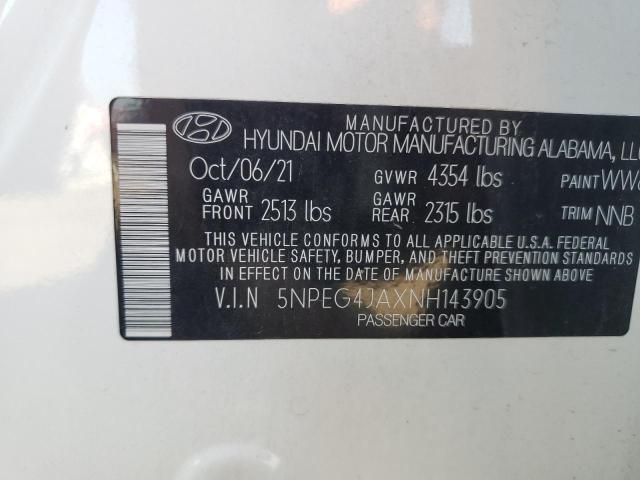 MANUFACTURED BY
HYUNDAI MOTOR MANUFACTURING ALABAMA, LLC
Oct/06/21 GVWR 4354 lbs PAINT WW
GAWR FRONT 2513 lbs GAWR REAR 2315 lbs TRIM NNB
THIS VEHICLE CONFORMS TO ALL APPLICABLE U.S.A. FEDERAL
MOTOR VEHICLE SAFETY, BUMPER, AND THEFT PREVENTION STANDARDS
IN EFFECT ON THE DATE OF MANUFACTURE SHOWN ABOVE
V.I.N 5NPEG4JAXNH143905
PASSENGER CAR